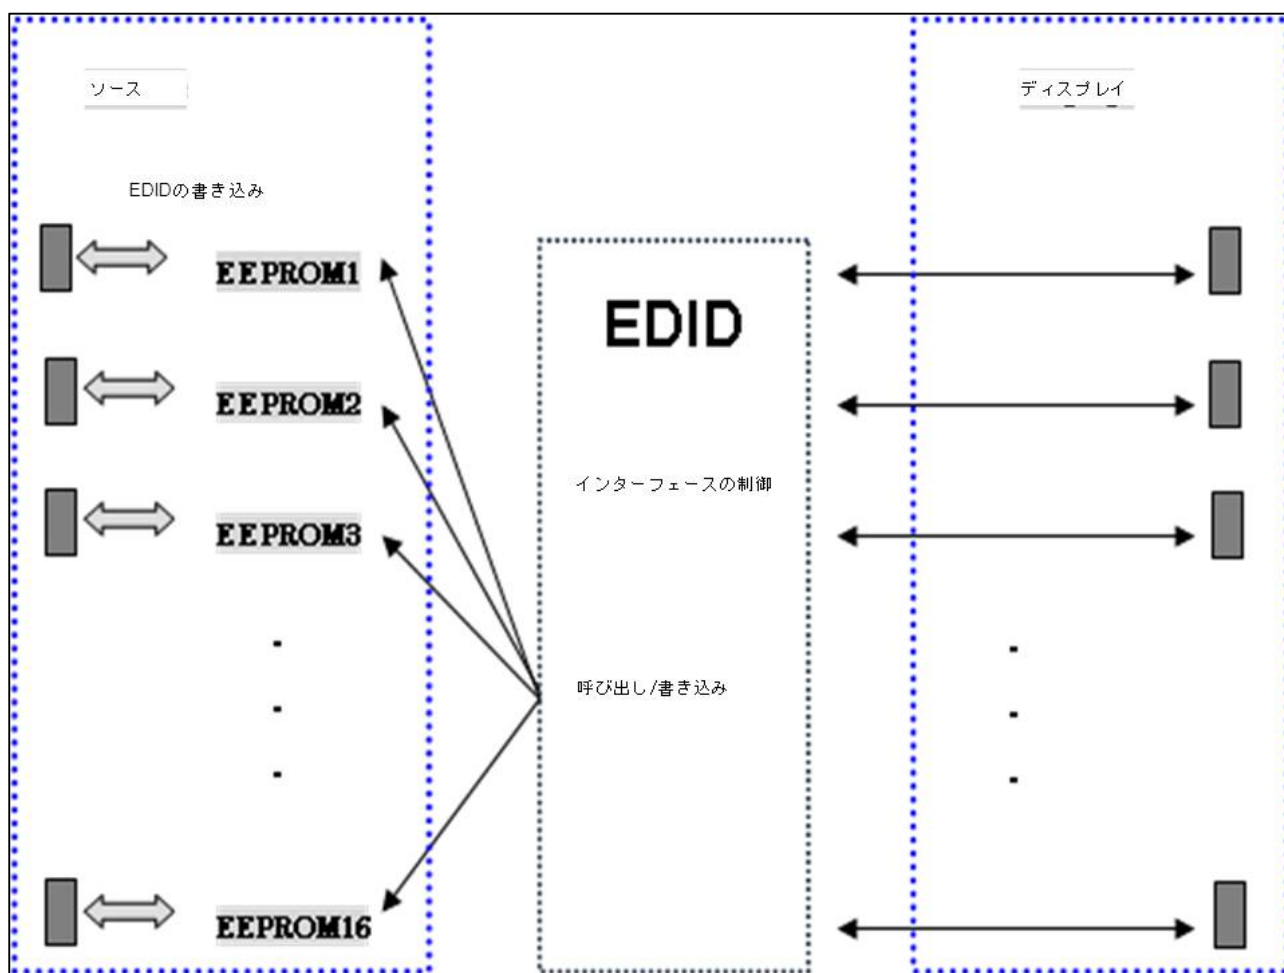 ソース
ディスプレイ
EDIDの書き込み
EEPROM1
EDID
EEPROM2
インターフェースの制御
EEPROM3
呼び出し/書き込み
EEPROM16